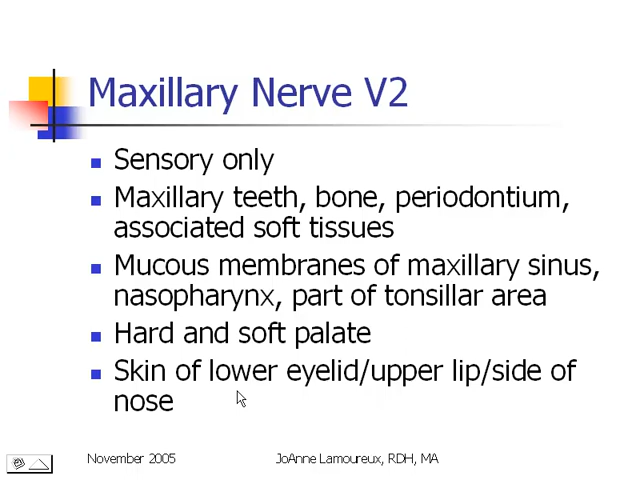 Maxillary Nerve V2
Sensory only
Maxillary teeth, bone, periodontium,
associated soft tissues
Mucous membranes of maxillary sinus,
nasopharynx, part of tonsillar area
Hard and soft palate
Skin of lower eyelid/upper lip/side of
nose
November 2005
JoAnne Lamoureux, RDH, MA